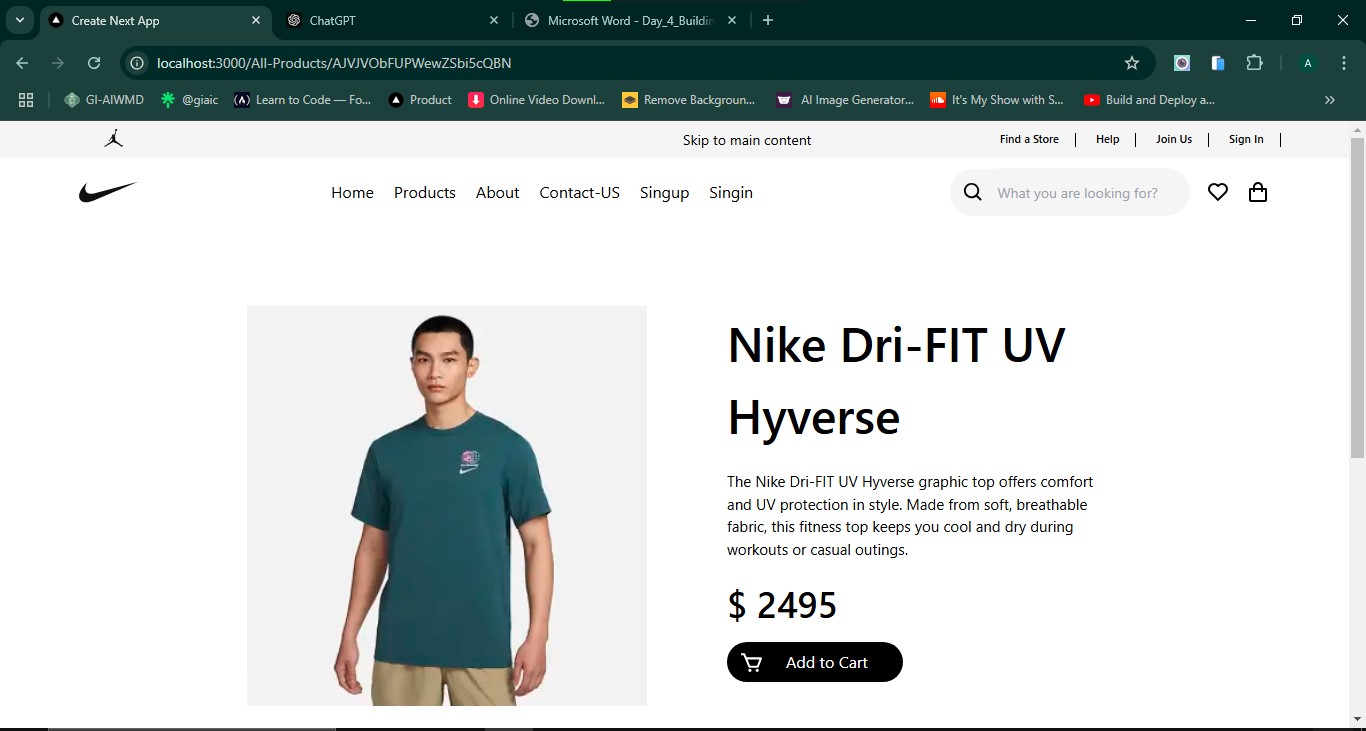 Create Next App
ChatGPT
Microsoft Word - Day_4_Buildin
localhost:3000/All-Products/AJVJVObFUPWewZSbi5cQBN
A
GI-AIWMD
@giaic
Learn to Code — Fo...
Product
Online Video Downl...
Remove Backgroun...
AI Image Generator...
It's My Show with S...
Build and Deploy a...
Skip to main content
Find a Store
Help
Join Us
Sign In
Home
Products
About
Contact-US
Singup
Singin
What you are looking for?
Nike Dri-FIT UV
Hyverse
The Nike Dri-FIT UV Hyverse graphic top offers comfort
and UV protection in style. Made from soft, breathable
fabric, this fitness top keeps you cool and dry during
workouts or casual outings.
$ 2495
Add to Cart